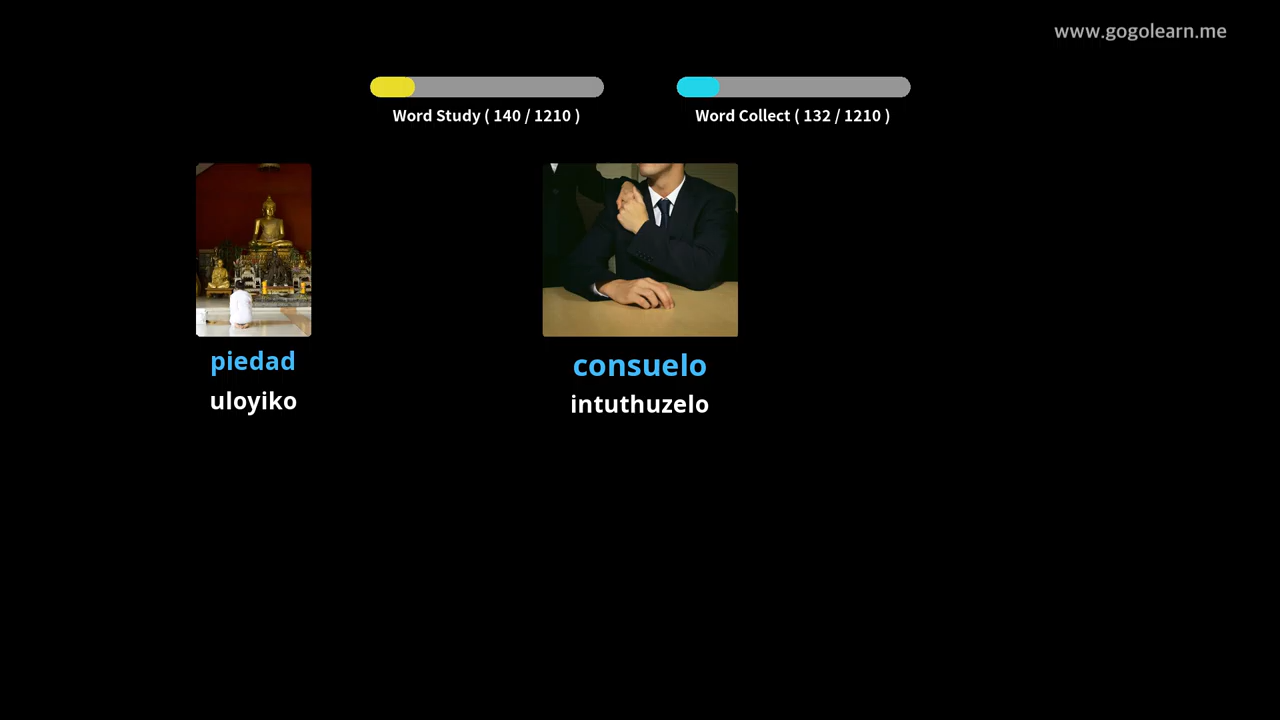 www.gogolearn.me
Word Study ( 140 / 1210 )
Word Collect ( 132 / 1210 )
piedad
uloyiko
consuelo
intuthuzelo